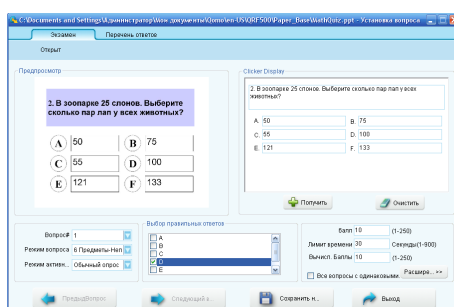 C:\Documents and Settings\Администратор\Мои документы\Qomo\en-US\QRF500\Paper_Base\MathQuiz.ppt - Установка вопроса
Экзамен
Перечень ответов
Открыт
Предпросмотр
2. В зоопарке 25 слонов. Выберите
сколько пар лап у всех животных?
A 50
B 75
C 55
D 100
E 121
F 133
Clicker Display
2. В зоопарке 25 слонов. Выберите сколько пар лап у всех
животных?
A. 50
B. 75
C. 55
D. 100
E. 121
F. 133
Получить
Очистить
Вопрос#
1
Режим вопроса
6 Предметы-Неп
Режим активн...
Обычный опрос
Выбор правильных ответов
A
B
C
D
E
Балл 10 (1-250)
Лимит времени 30 Секунды(1-900)
Вычисл. Баллы 10 (1-250)
Все вопросы с одинаковыми
Расшире... >>
ПредыдВопрос
Следующий в...
Сохранить н...
Выход